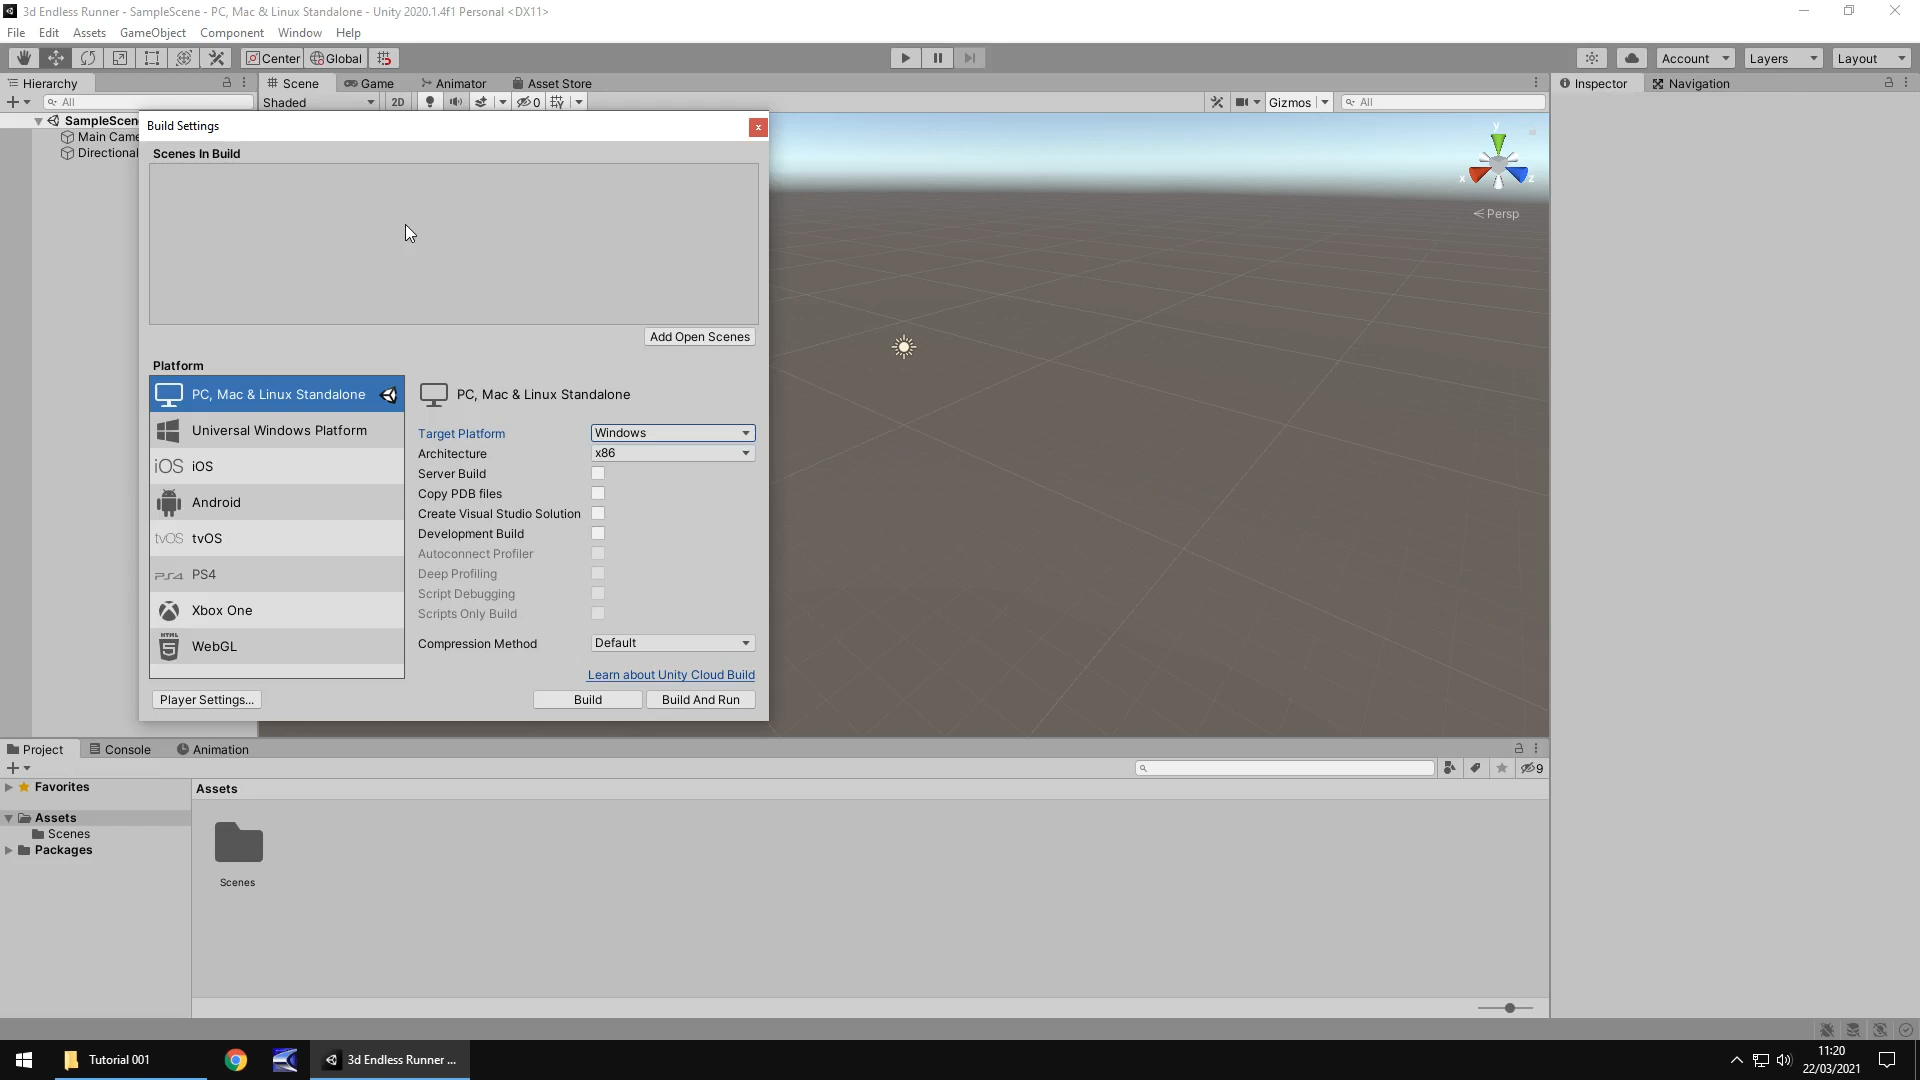 3d Endless Runner - SampleScene - PC, Mac & Linux Standalone - Unity 2020.1.4f1 Personal <DX11>
File Edit Assets GameObject Component Window Help
Center Global Account Layers Layout
Hierarchy Scene Game Animator Asset Store Inspector Navigation
All Shaded 2D 0 Gizmos All
SampleScen
Main Came
Directional
Build Settings
x
Scenes In Build
y
x z
Persp
Add Open Scenes
Platform
PC, Mac & Linux Standalone
Universal Windows Platform
iOS iOS
Android
tvOS tvOS
PS4 PS4
Xbox One
HTML 5 WebGL
PC, Mac & Linux Standalone
Target Platform Windows
Architecture x86
Server Build
Copy PDB files
Create Visual Studio Solution
Development Build
Autoconnect Profiler
Deep Profiling
Script Debugging
Scripts Only Build
Compression Method Default
Learn about Unity Cloud Build
Player Settings... Build Build And Run
Project Console Animation
9
Favorites
Assets
Scenes
Packages
Assets
Scenes
Tutorial 001
3d Endless Runner ...
11:20
22/03/2021